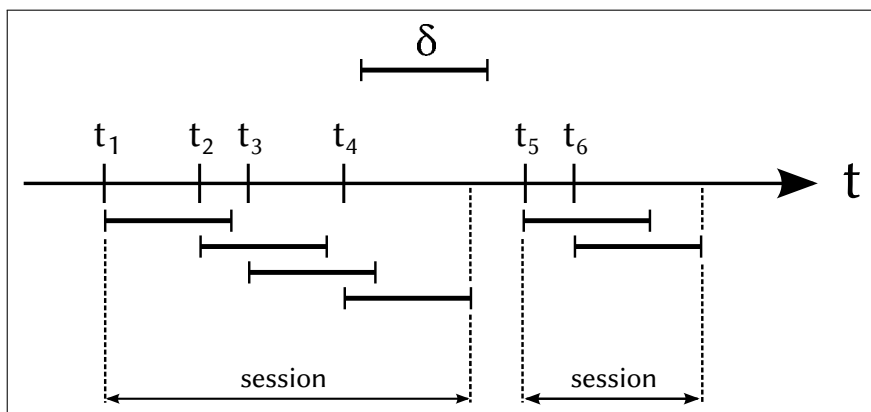 δ
t₁ t₂ t₃ t₄ t₅ t₆
t
session session